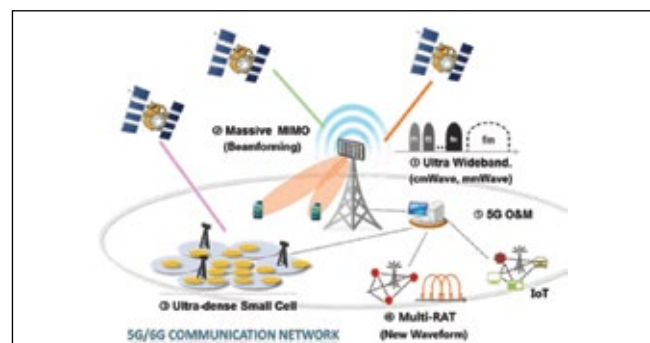 ② Massive MIMO
(Beamforming)
fm
① Ultra Wideband.
(cmWave, mmWave)
⑤ 5G O&M
③ Ultra-dense Small Cell
IoT
④ Multi-RAT
(New Waveform)
5G/6G COMMUNICATION NETWORK